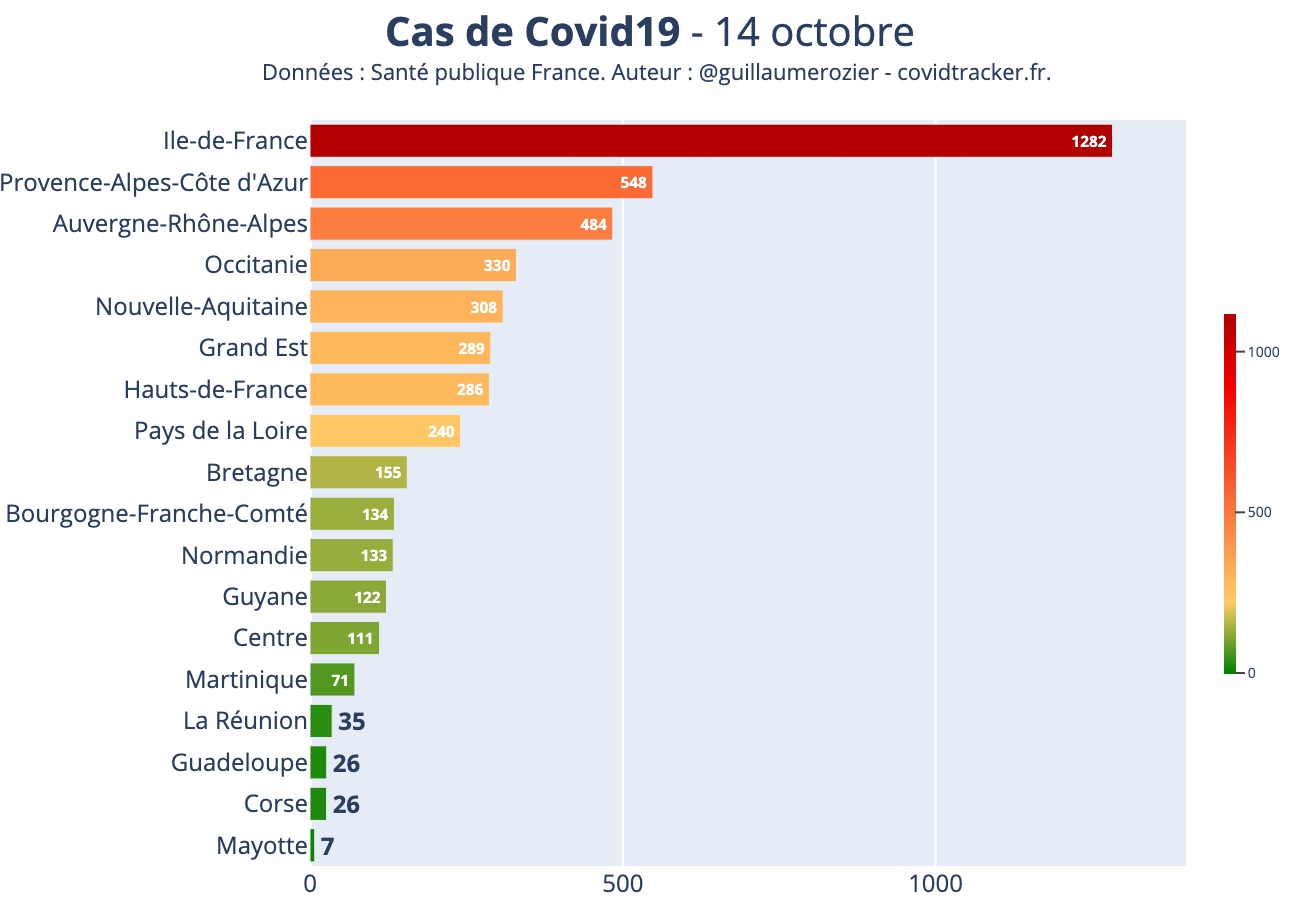 Cas de Covid19 - 14 octobre
Données : Santé publique France. Auteur : @guillaumerozier - covidtracker.fr.
Ile-de-France 1282
Provence-Alpes-Côte d'Azur 548
Auvergne-Rhône-Alpes 484
Occitanie 330
Nouvelle-Aquitaine 308
Grand Est 289
Hauts-de-France 286
Pays de la Loire 240
Bretagne 155
Bourgogne-Franche-Comté 134
Normandie 133
Guyane 122
Centre 111
Martinique 71
La Réunion 35
Guadeloupe 26
Corse 26
Mayotte 7
0 500 1000
1000
500
0